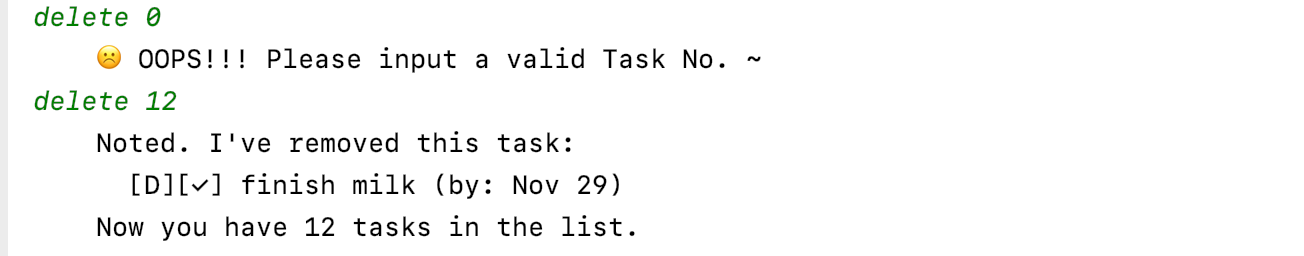 delete 0
☹️ OOPS!!! Please input a valid Task No. ~
delete 12
Noted. I've removed this task:
[D][✓] finish milk (by: Nov 29)
Now you have 12 tasks in the list.